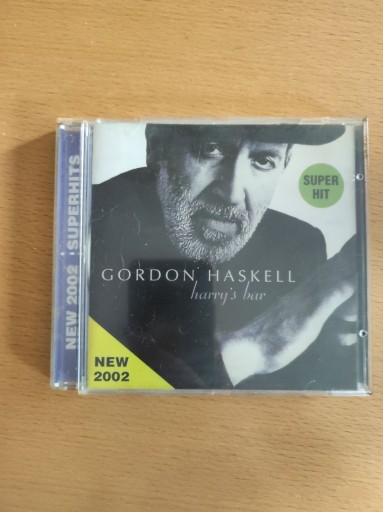 NEW 2002 SUPERHITS
SUPER
HIT
GORDON HASKELL
harry's bar
NEW
2002